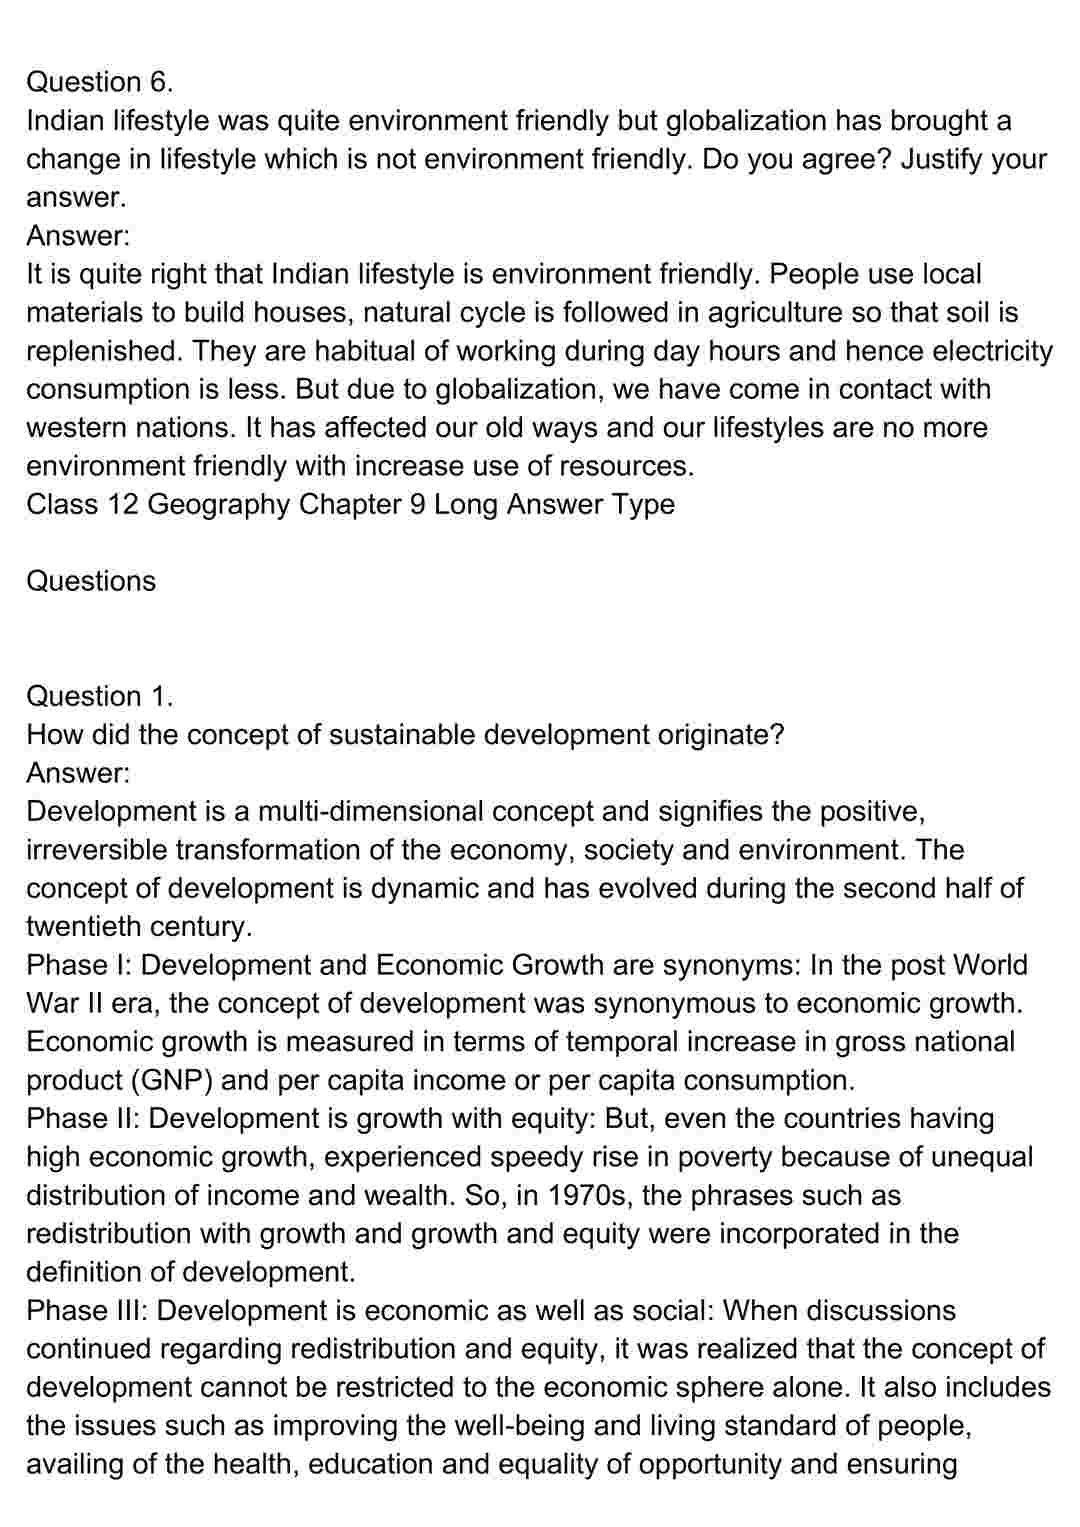 Question 6.
Indian lifestyle was quite environment friendly but globalization has brought a
change in lifestyle which is not environment friendly. Do you agree? Justify your
answer.
Answer:
It is quite right that Indian lifestyle is environment friendly. People use local
materials to build houses, natural cycle is followed in agriculture so that soil is
replenished. They are habitual of working during day hours and hence electricity
consumption is less. But due to globalization, we have come in contact with
western nations. It has affected our old ways and our lifestyles are no more
environment friendly with increase use of resources.
Class 12 Geography Chapter 9 Long Answer Type
Questions
Question 1.
How did the concept of sustainable development originate?
Answer:
Development is a multi-dimensional concept and signifies the positive,
irreversible transformation of the economy, society and environment. The
concept of development is dynamic and has evolved during the second half of
twentieth century.
Phase I: Development and Economic Growth are synonyms: In the post World
War II era, the concept of development was synonymous to economic growth.
Economic growth is measured in terms of temporal increase in gross national
product (GNP) and per capita income or per capita consumption.
Phase II: Development is growth with equity: But, even the countries having
high economic growth, experienced speedy rise in poverty because of unequal
distribution of income and wealth. So, in 1970s, the phrases such as
redistribution with growth and growth and equity were incorporated in the
definition of development.
Phase III: Development is economic as well as social: When discussions
continued regarding redistribution and equity, it was realized that the concept of
development cannot be restricted to the economic sphere alone. It also includes
the issues such as improving the well-being and living standard of people,
availing of the health, education and equality of opportunity and ensuring